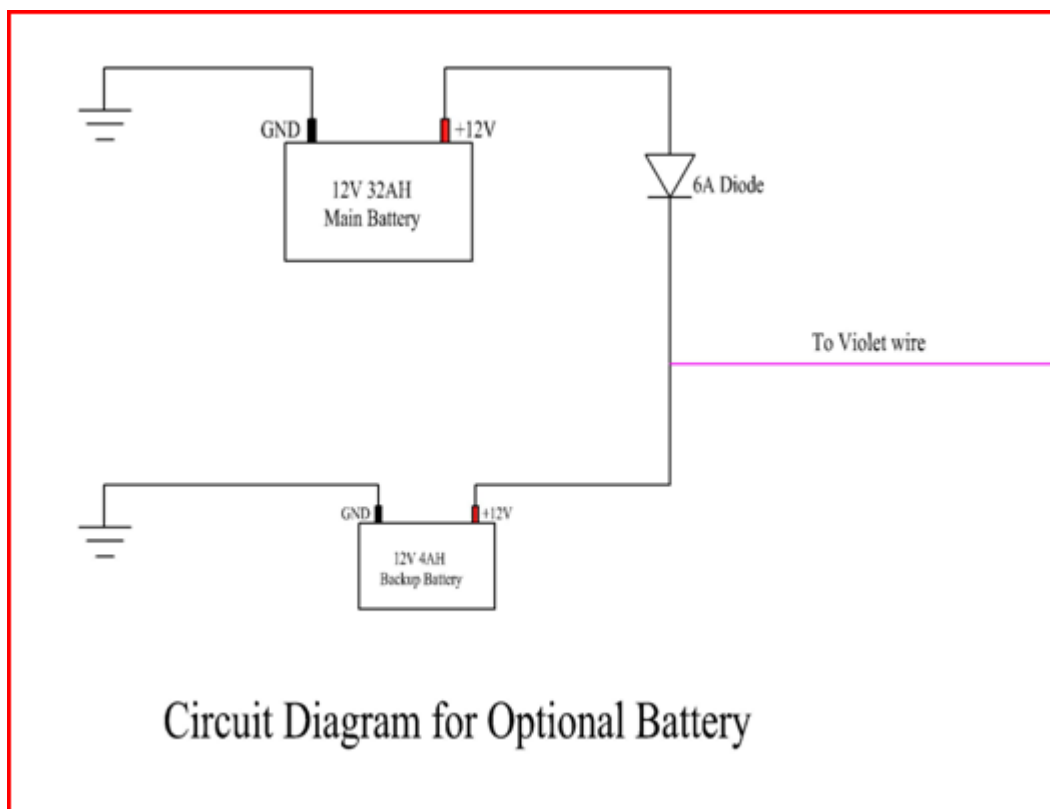 GND
+12V
12V 32AH
Main Battery
6A Diode
To Violet wire
GND
+12V
12V 4AH
Backup Battery
Circuit Diagram for Optional Battery